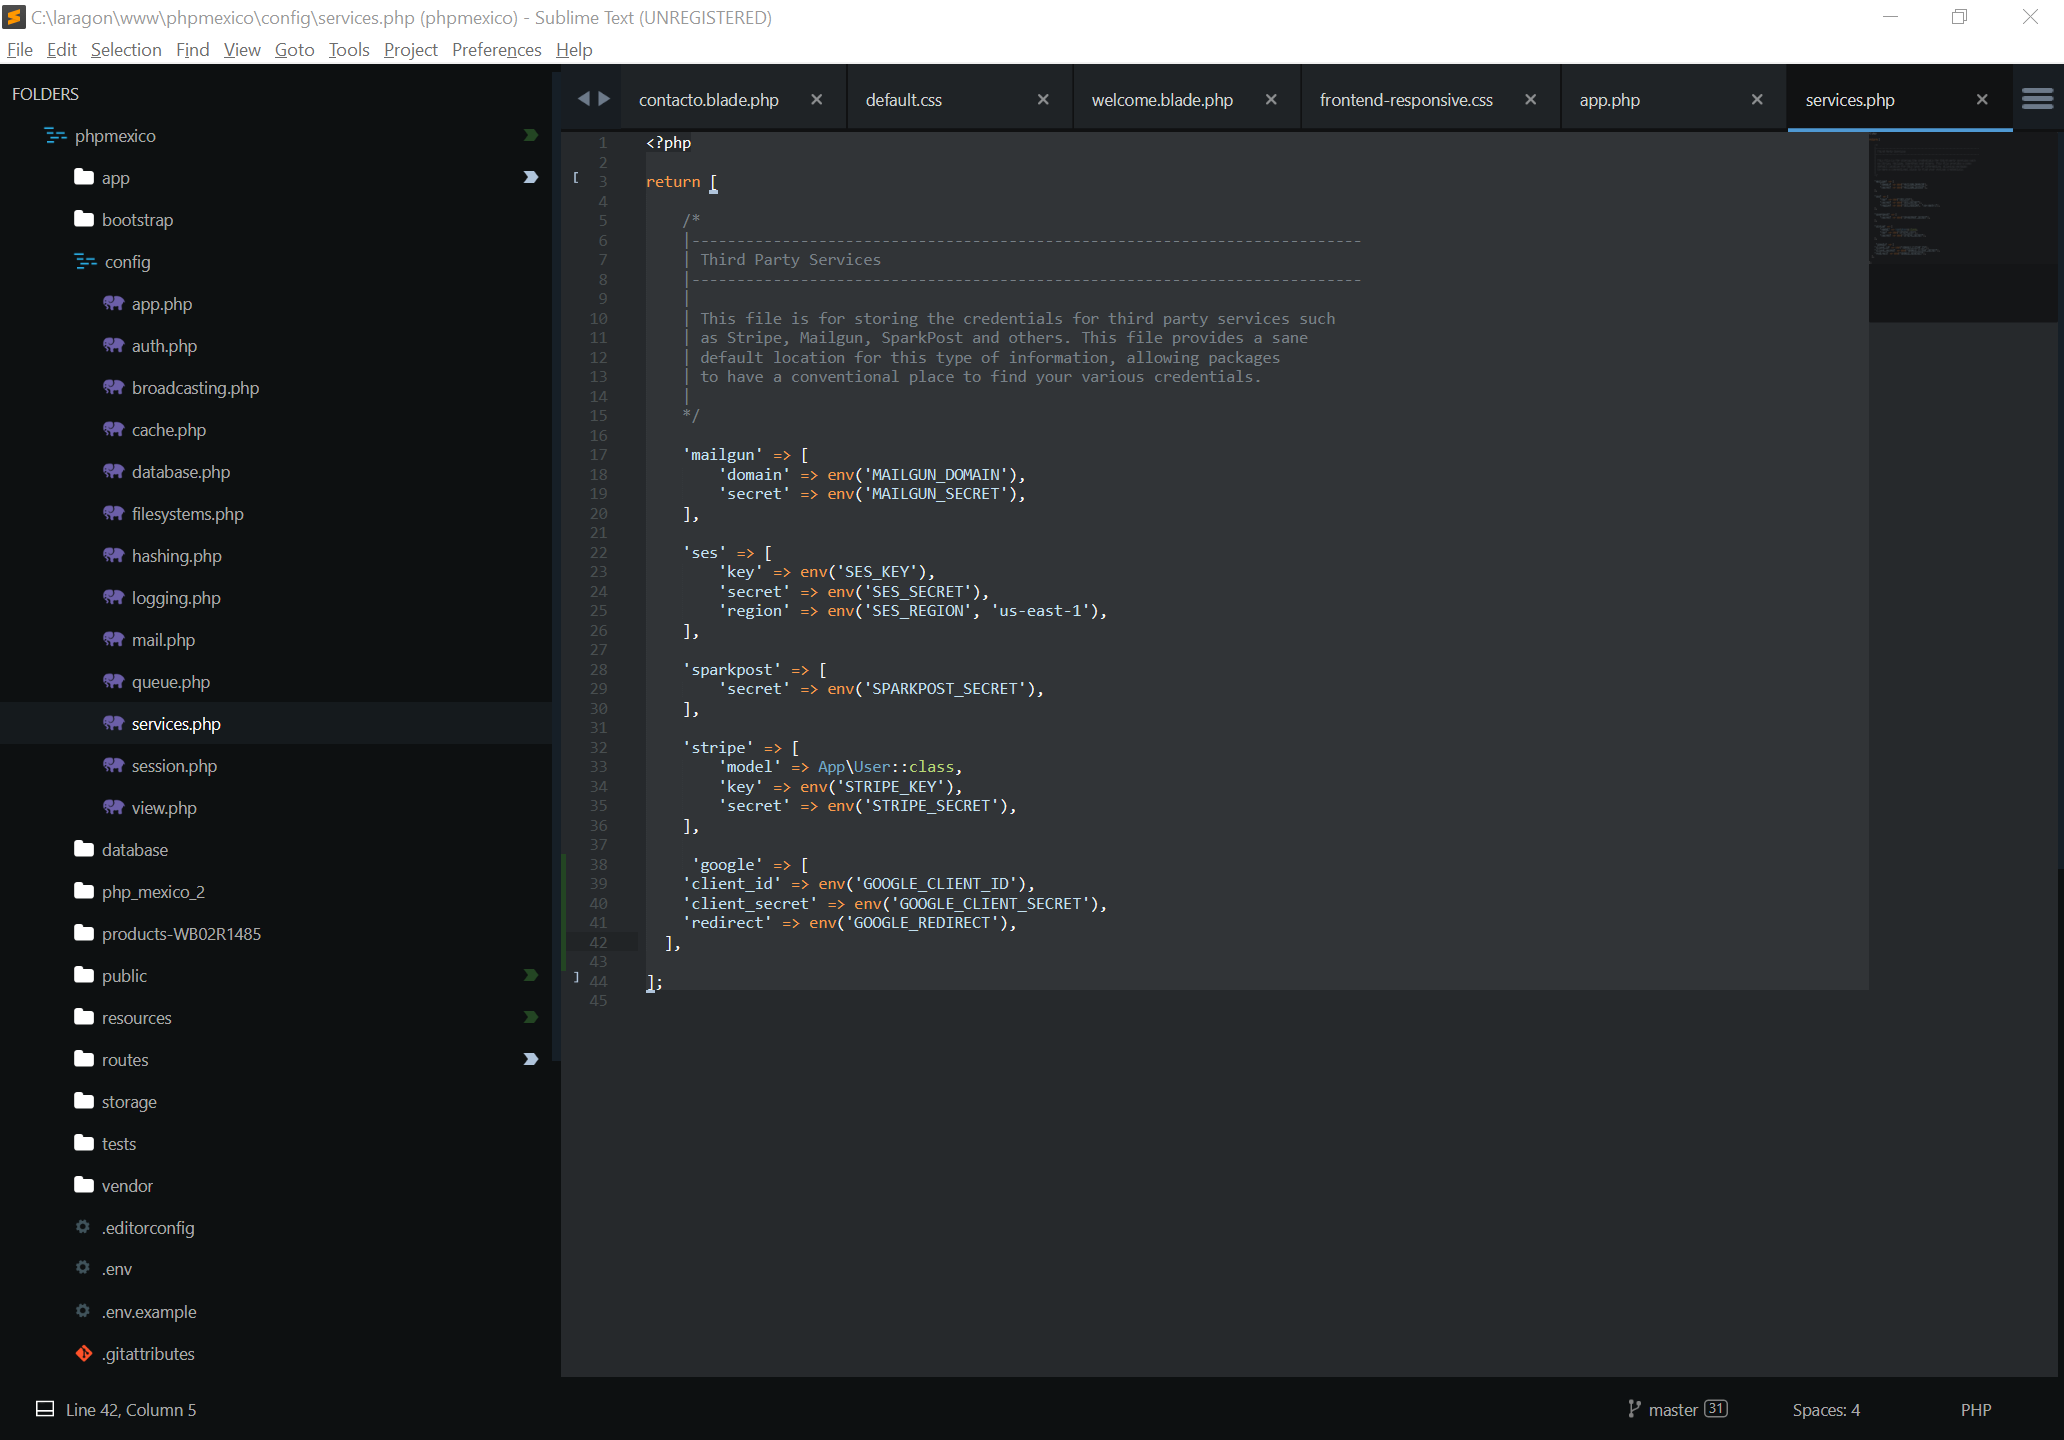 C:\laragon\www\phpmexico\config\services.php (phpmexico) - Sublime Text (UNREGISTERED)
File Edit Selection Find View Goto Tools Project Preferences Help
FOLDERS
phpmexico
app
bootstrap
config
app.php
auth.php
broadcasting.php
cache.php
database.php
filesystems.php
hashing.php
logging.php
mail.php
queue.php
services.php
session.php
view.php
database
php_mexico_2
products-WB02R1485
public
resources
routes
storage
tests
vendor
.editorconfig
.env
.env.example
.gitattributes
contacto.blade.php default.css welcome.blade.php frontend-responsive.css app.php services.php
1 <?php
2
3 return [
4
5 /*
6 |--------------------------------------------------------------------------
7 | Third Party Services
8 |--------------------------------------------------------------------------
9 |
10 | This file is for storing the credentials for third party services such
11 | as Stripe, Mailgun, SparkPost and others. This file provides a sane
12 | default location for this type of information, allowing packages
13 | to have a conventional place to find your various credentials.
14 |
15 */
16
17 'mailgun' => [
18 'domain' => env('MAILGUN_DOMAIN'),
19 'secret' => env('MAILGUN_SECRET'),
20 ],
21
22 'ses' => [
23 'key' => env('SES_KEY'),
24 'secret' => env('SES_SECRET'),
25 'region' => env('SES_REGION', 'us-east-1'),
26 ],
27
28 'sparkpost' => [
29 'secret' => env('SPARKPOST_SECRET'),
30 ],
31
32 'stripe' => [
33 'model' => App\User::class,
34 'key' => env('STRIPE_KEY'),
35 'secret' => env('STRIPE_SECRET'),
36 ],
37
38 'google' => [
39 'client_id' => env('GOOGLE_CLIENT_ID'),
40 'client_secret' => env('GOOGLE_CLIENT_SECRET'),
41 'redirect' => env('GOOGLE_REDIRECT'),
42 ],
43
44 ];
45
Line 42, Column 5
master 31
Spaces: 4
PHP